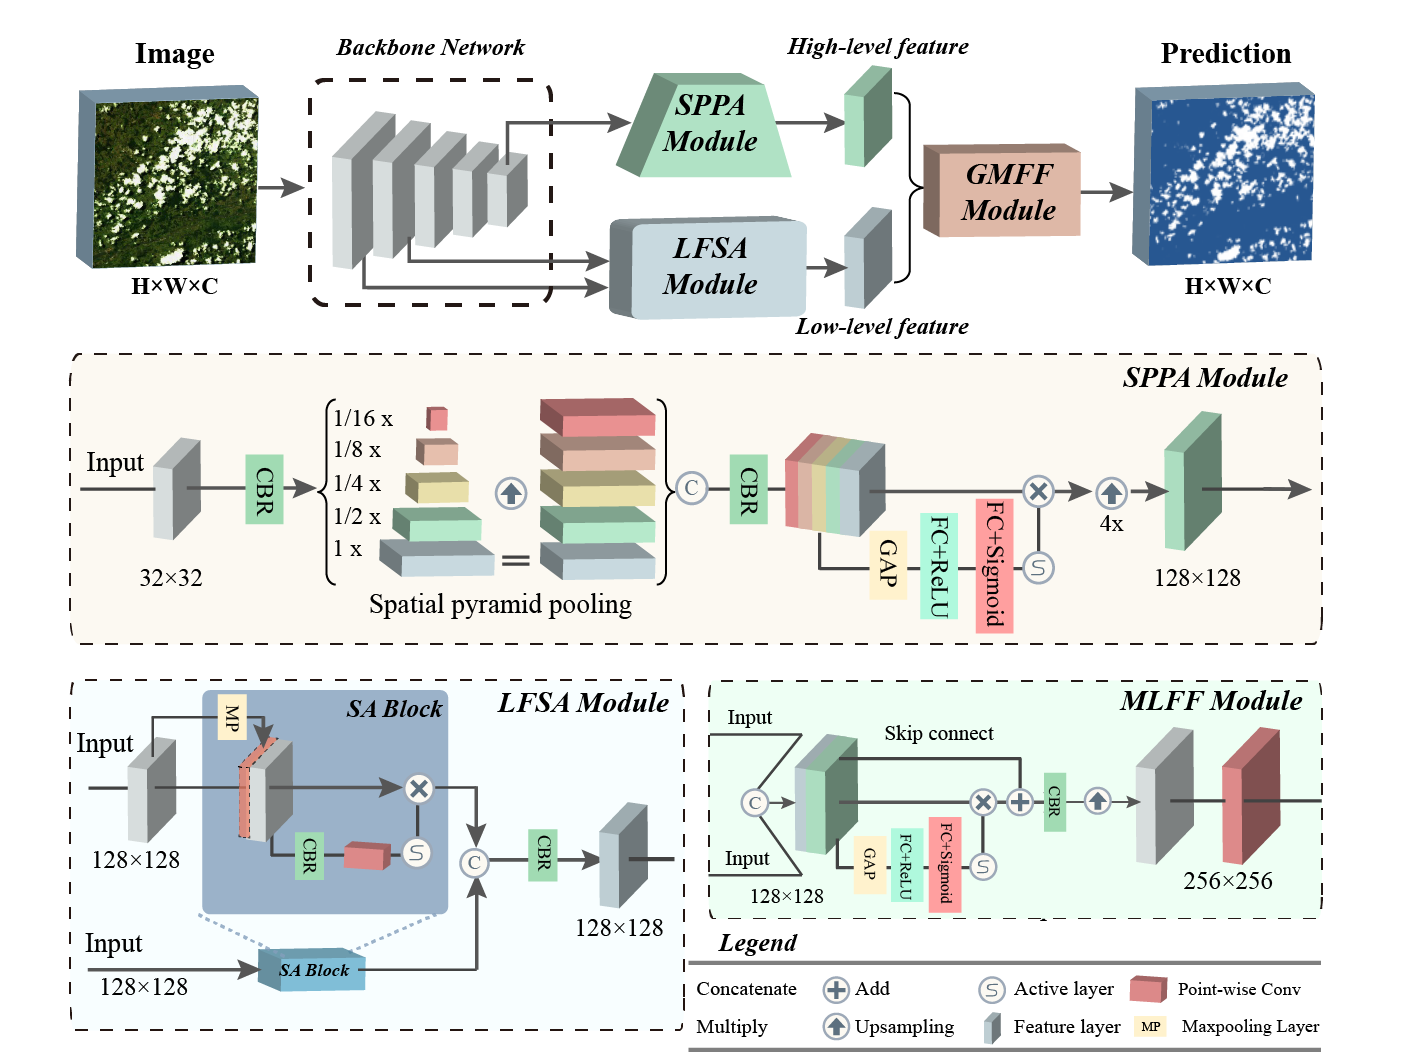 Image
Backbone Network
High-level feature
Prediction
SPPA
Module
GMFF
Module
LFSA
Module
H×W×C
H×W×C
Low-level feature
SPPA Module
Input
CBR
32×32
1/16 x
1/8 x
1/4 x
1/2 x
1 x
=
Spatial pyramid pooling
C
CBR
GAP
FC+ReLU
FC+Sigmoid
S
4x
128×128
LFSA Module
SA Block
MP
Input
128×128
CBR
S
C
CBR
128×128
Input
128×128
SA Block
MLFF Module
Input
Skip connect
C
Input
128×128
GAP
FC+ReLU
FC+Sigmoid
S
CBR
256×256
Legend
Concatenate
Add
S
Active layer
Point-wise Conv
Multiply
Upsampling
Feature layer
MP
Maxpooling Layer